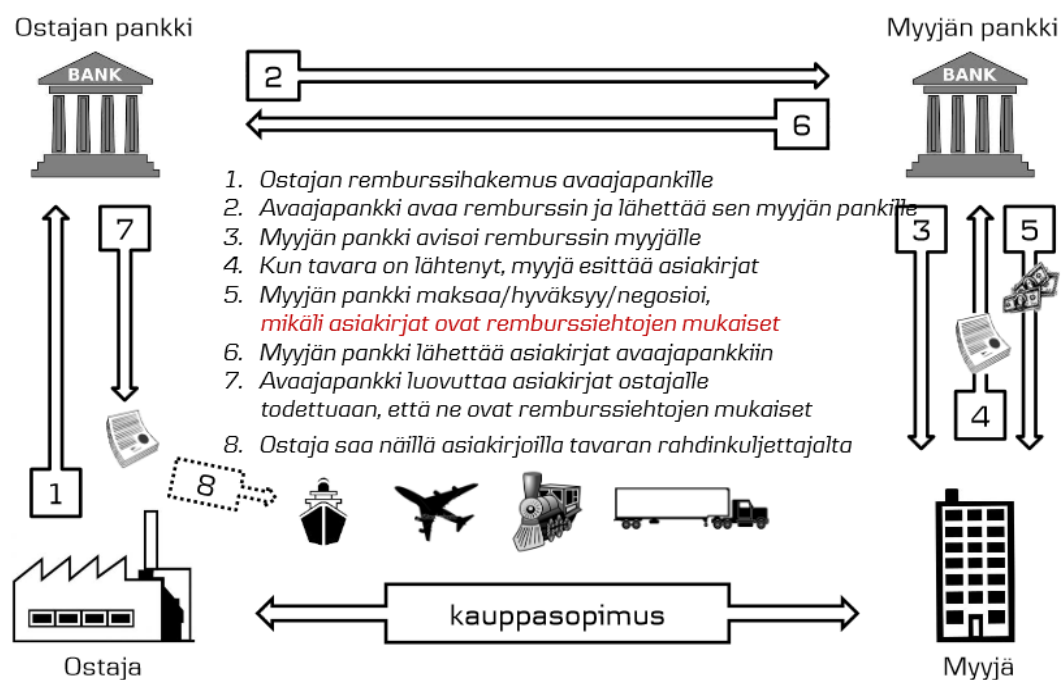 Ostajan pankki
Myyjän pankki
BANK
BANK
2
6
1. Ostajan remburssihakemus avaajapankille
2. Avaajapankki avaa remburssin ja lähettää sen myyjän pankille
3. Myyjän pankki avisoi remburssin myyjälle
4. Kun tavara on lähtenyt, myyjä esittää asiakirjat
5. Myyjän pankki maksaa/hyväksyy/negosioi,
mikäli asiakirjat ovat remburssiehtojen mukaiset
6. Myyjän pankki lähettää asiakirjat avaajapankkiin
7. Avaajapankki luovuttaa asiakirjat ostajalle
todettuaan, että ne ovat remburssiehtojen mukaiset
8. Ostaja saa näillä asiakirjoilla tavaran rahdinkuljettajalta
7
3
5
4
1
8
kauppasopimus
Ostaja
Myyjä